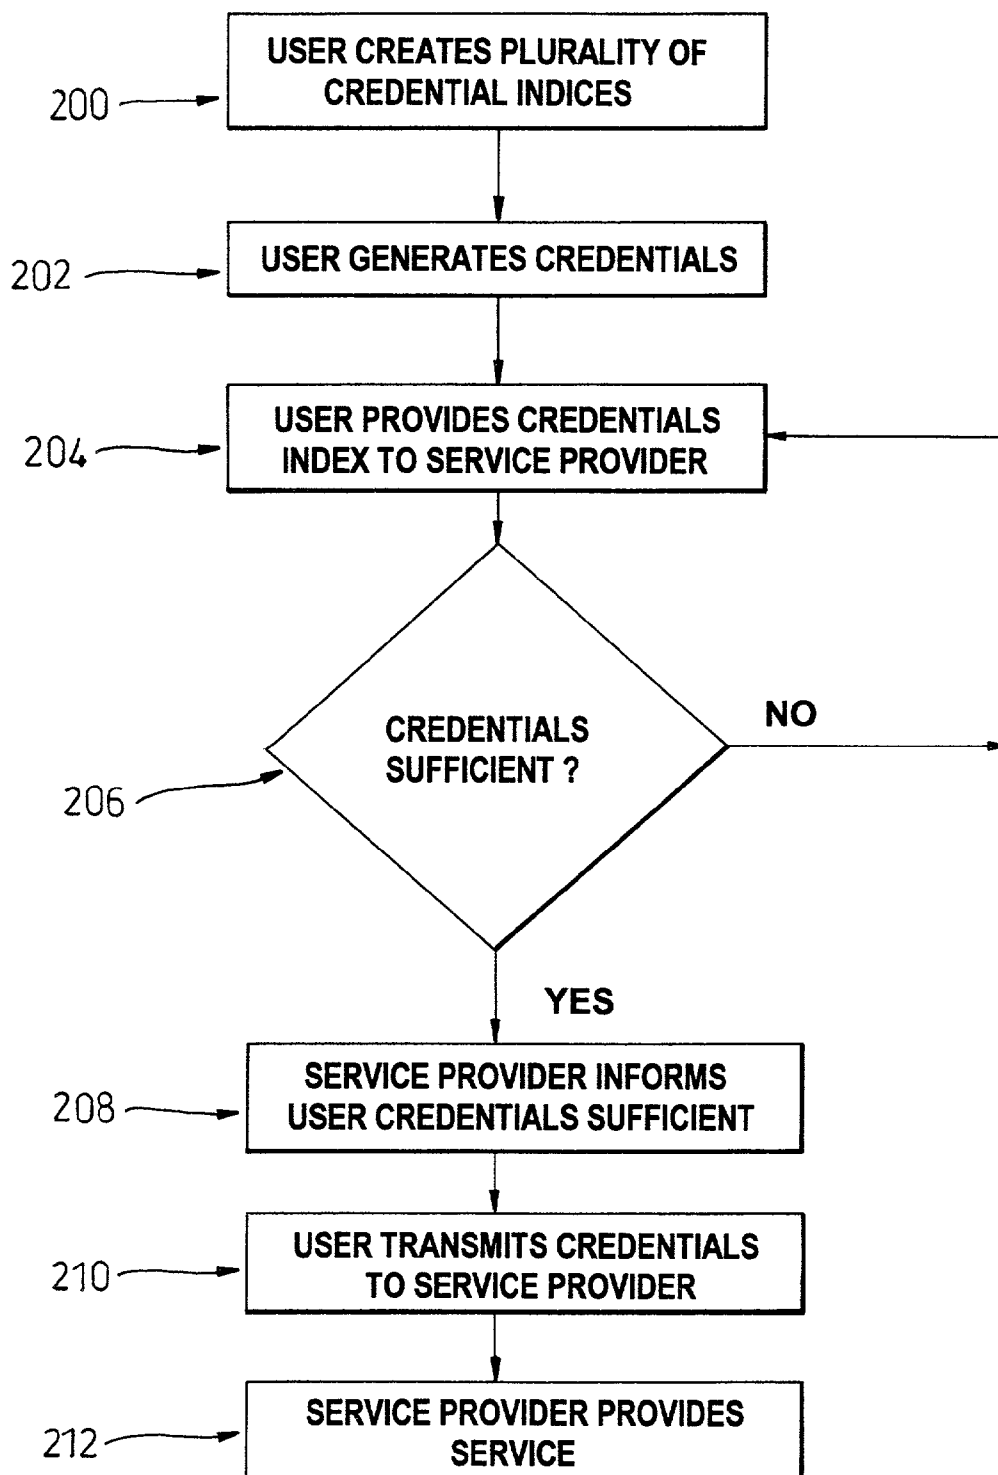 USER CREATES PLURALITY OF
CREDENTIAL INDICES
200
USER GENERATES CREDENTIALS
202
USER PROVIDES CREDENTIALS
INDEX TO SERVICE PROVIDER
204
CREDENTIALS
SUFFICIENT ?
NO
206
YES
SERVICE PROVIDER INFORMS
USER CREDENTIALS SUFFICIENT
208
USER TRANSMITS CREDENTIALS
TO SERVICE PROVIDER
210
SERVICE PROVIDER PROVIDES
SERVICE
212